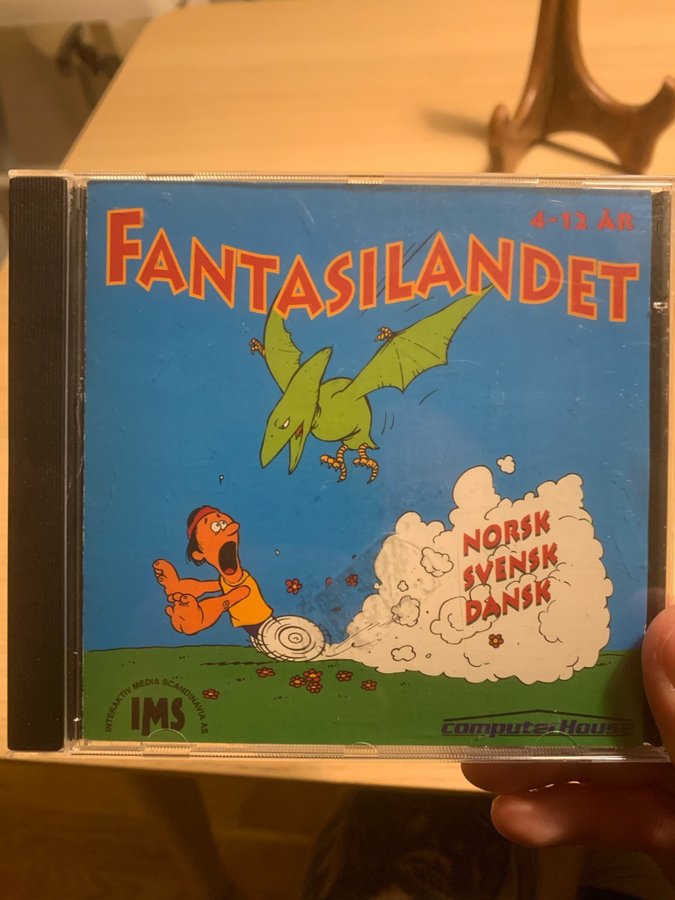 4-12 ÅR
FANTASILANDET
NORSK
SVENSK
DANSK
INTERAKTIV MEDIA SCANDINAVIA AS
IMS
compute-House